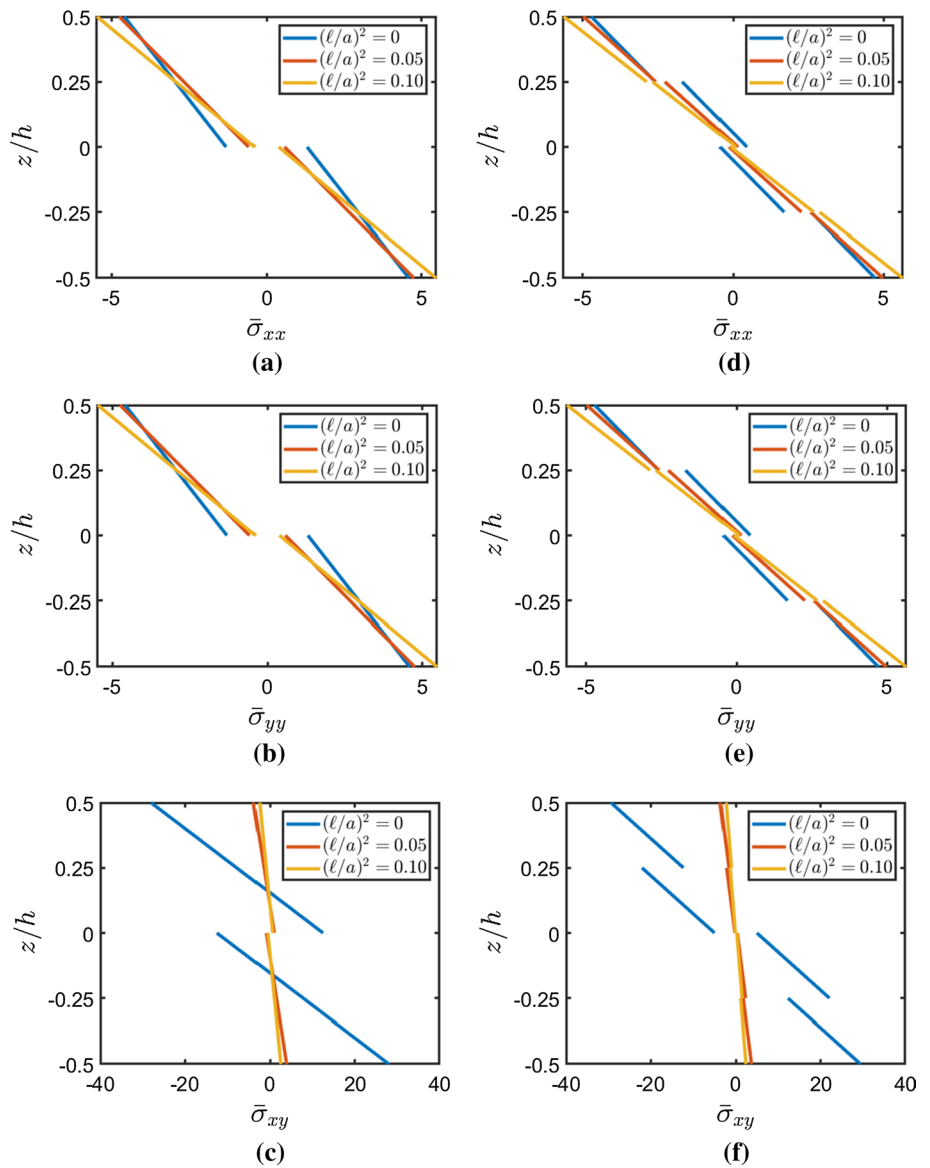 0.5
0.25
0
-0.25
-0.5
z/h
(ℓ/a)² = 0
(ℓ/a)² = 0.05
(ℓ/a)² = 0.10
-5 0 5
σ̄xx
(a)
0.5
0.25
0
-0.25
-0.5
z/h
(ℓ/a)² = 0
(ℓ/a)² = 0.05
(ℓ/a)² = 0.10
-5 0 5
σ̄xx
(d)
0.5
0.25
0
-0.25
-0.5
z/h
(ℓ/a)² = 0
(ℓ/a)² = 0.05
(ℓ/a)² = 0.10
-5 0 5
σ̄yy
(b)
0.5
0.25
0
-0.25
-0.5
z/h
(ℓ/a)² = 0
(ℓ/a)² = 0.05
(ℓ/a)² = 0.10
-5 0 5
σ̄yy
(e)
0.5
0.25
0
-0.25
-0.5
z/h
(ℓ/a)² = 0
(ℓ/a)² = 0.05
(ℓ/a)² = 0.10
-40 -20 0 20 40
σ̄xy
(c)
0.5
0.25
0
-0.25
-0.5
z/h
(ℓ/a)² = 0
(ℓ/a)² = 0.05
(ℓ/a)² = 0.10
-40 -20 0 20 40
σ̄xy
(f)